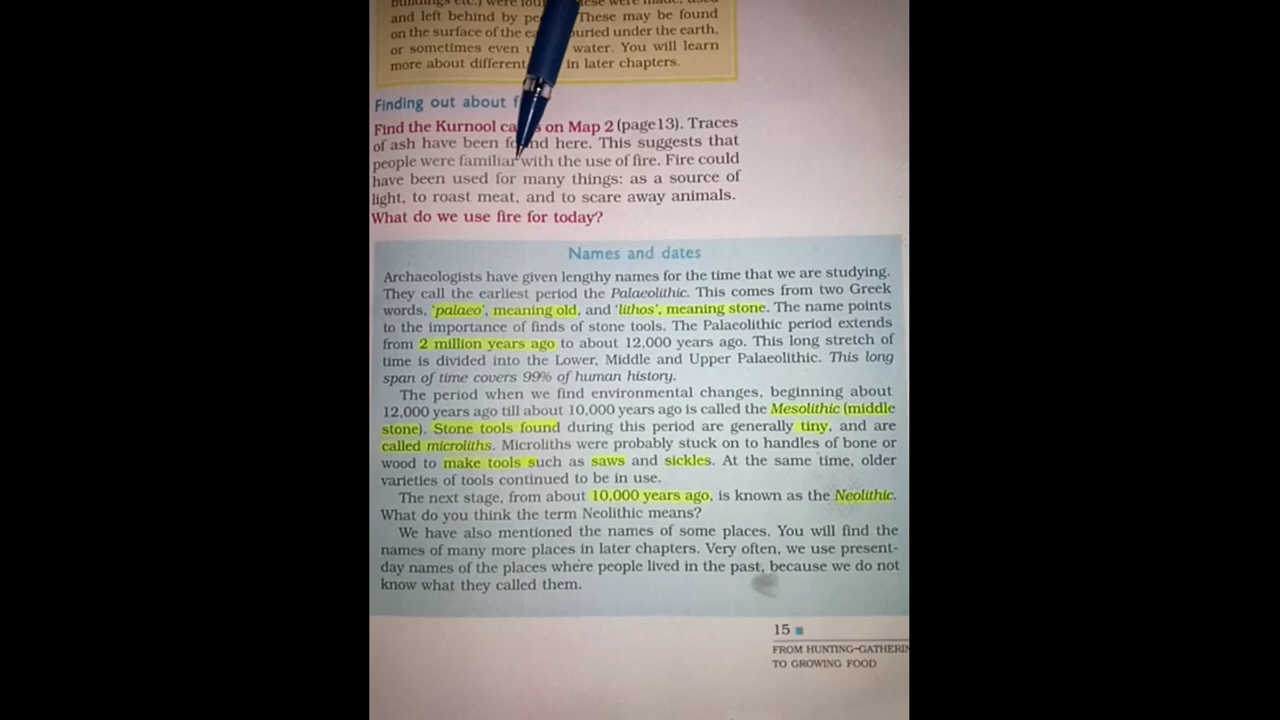 buildings etc.) were
and left behind by These may be found
on the surface of the buried under the earth,
or sometimes even water. You will learn
more about different in later chapters.
Finding out about
Find the Kurnool on Map 2 (page13). Traces
of ash have been found here. This suggests that
people were familiar with the use of fire. Fire could
have been used for many things: as a source of
light, to roast meat, and to scare away animals.
What do we use fire for today?
Names and dates
Archaeologists have given lengthy names for the time that we are studying.
They call the earliest period the Palaeolithic. This comes from two Greek
words, ‘palaeo’, meaning old, and ‘lithos’, meaning stone. The name points
to the importance of finds of stone tools. The Palaeolithic period extends
from 2 million years ago to about 12,000 years ago. This long stretch of
time is divided into the Lower, Middle and Upper Palaeolithic. This long
span of time covers 99% of human history.
The period when we find environmental changes, beginning about
12,000 years ago till about 10,000 years ago is called the Mesolithic (middle
stone). Stone tools found during this period are generally tiny, and are
called microliths. Microliths were probably stuck on to handles of bone or
wood to make tools such as saws and sickles. At the same time, older
varieties of tools continued to be in use.
The next stage, from about 10,000 years ago, is known as the Neolithic.
What do you think the term Neolithic means?
We have also mentioned the names of some places. You will find the
names of many more places in later chapters. Very often, we use present-
day names of the places where people lived in the past, because we do not
know what they called them.
15
FROM HUNTING–GATHERIN
TO GROWING FOOD